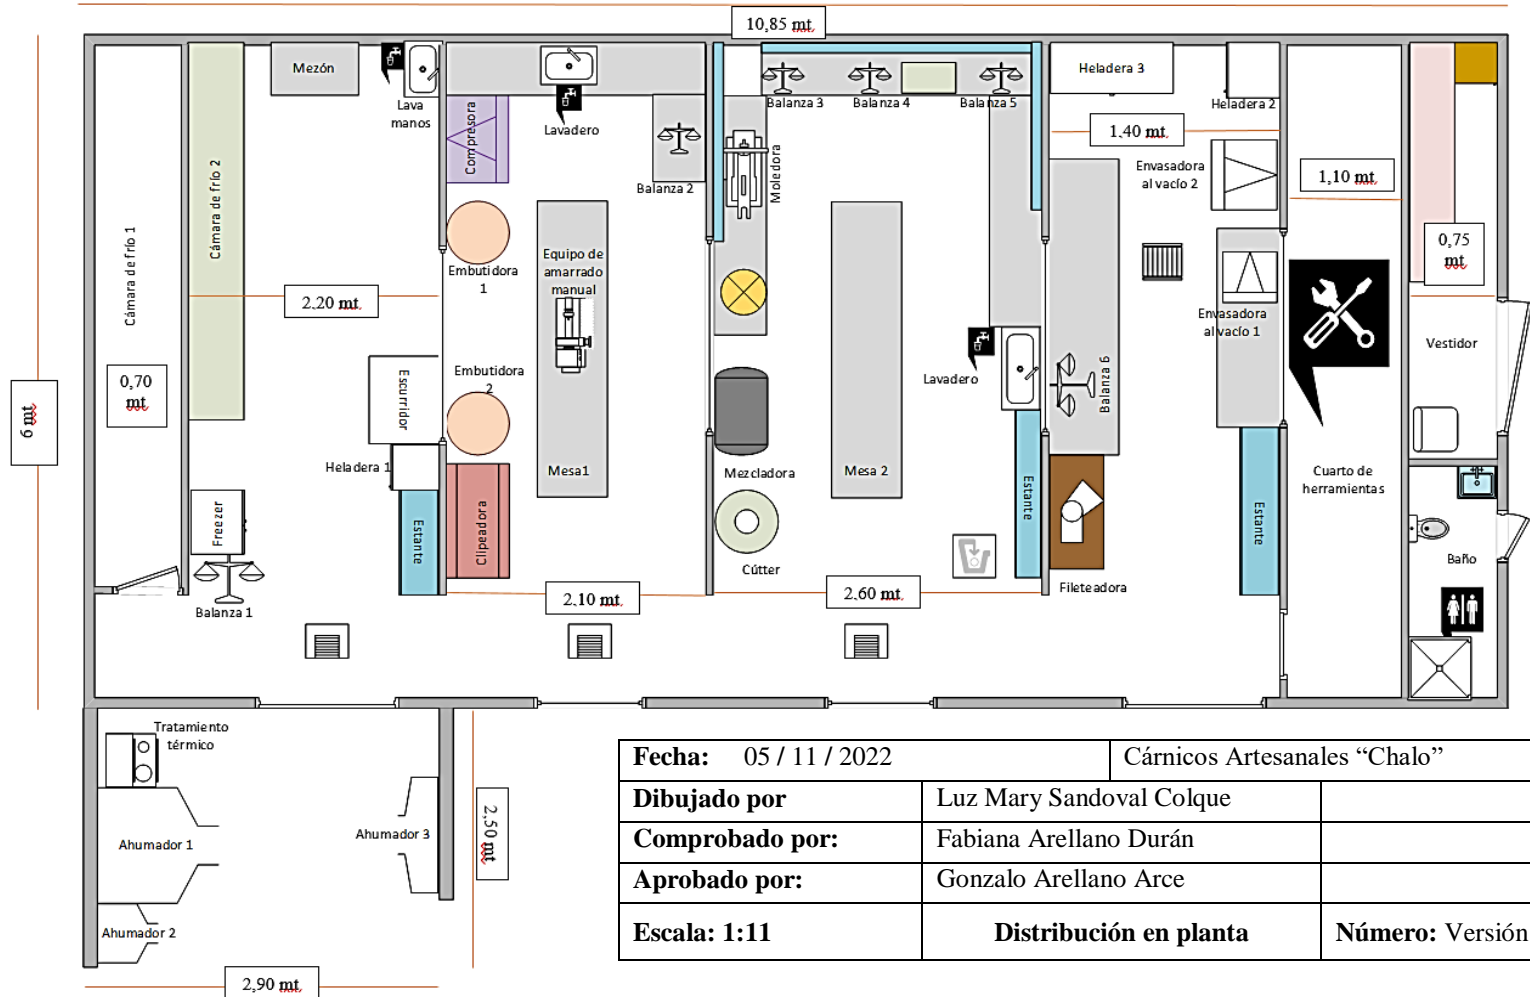 10,85 mt.
Mezón
Lava
manos
Lavadero
Compresora
Balanza 2
Balanza 3
Balanza 4
Balanza 5
Heladera 3
Heladera 2
1,40 mt.
Envasadora
al vacío 2
1,10 mt.
0,75
mt.
Cámara de frío 1
Cámara de frío 2
Moledora
Embutidora
1
Equipo de
amarrado
manual
2,20 mt.
Envasadora
al vacío 1
Vestidor
6 mt
0,70
mt.
Escurridor
Embutidora
2
Lavadero
Balanza 6
Heladera 1
Mesa1
Mezcladora
Mesa 2
Cuarto de
herramientas
Freezer
Estante
Clipeadora
Estante
Estante
Cútter
Fileteadora
Baño
Balanza 1
2,10 mt.
2,60 mt.
Tratamiento
térmico
Ahumador 1
Ahumador 3
2,50 mt
Ahumador 2
2,90 mt.
Fecha: 05 / 11 / 2022 Cárnicos Artesanales “Chalo”
Dibujado por Luz Mary Sandoval Colque
Comprobado por: Fabiana Arellano Durán
Aprobado por: Gonzalo Arellano Arce
Escala: 1:11 Distribución en planta Número: Versión